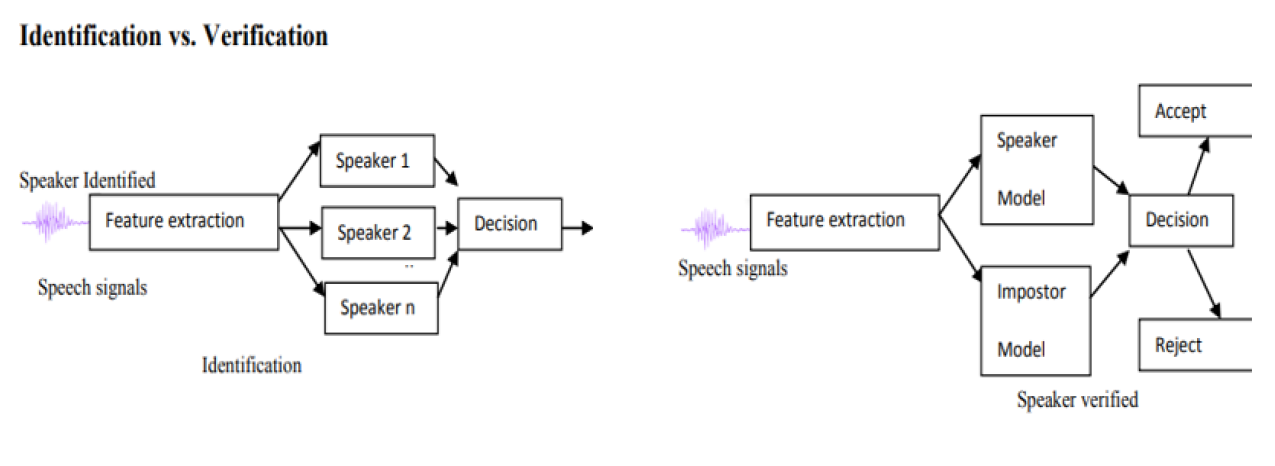 Identification vs. Verification
Speaker Identified
Feature extraction
Speech signals
Speaker 1
Speaker 2
..
Speaker n
Decision
Identification
Feature extraction
Speech signals
Speaker
Model
Impostor
Model
Decision
Accept
Reject
Speaker verified